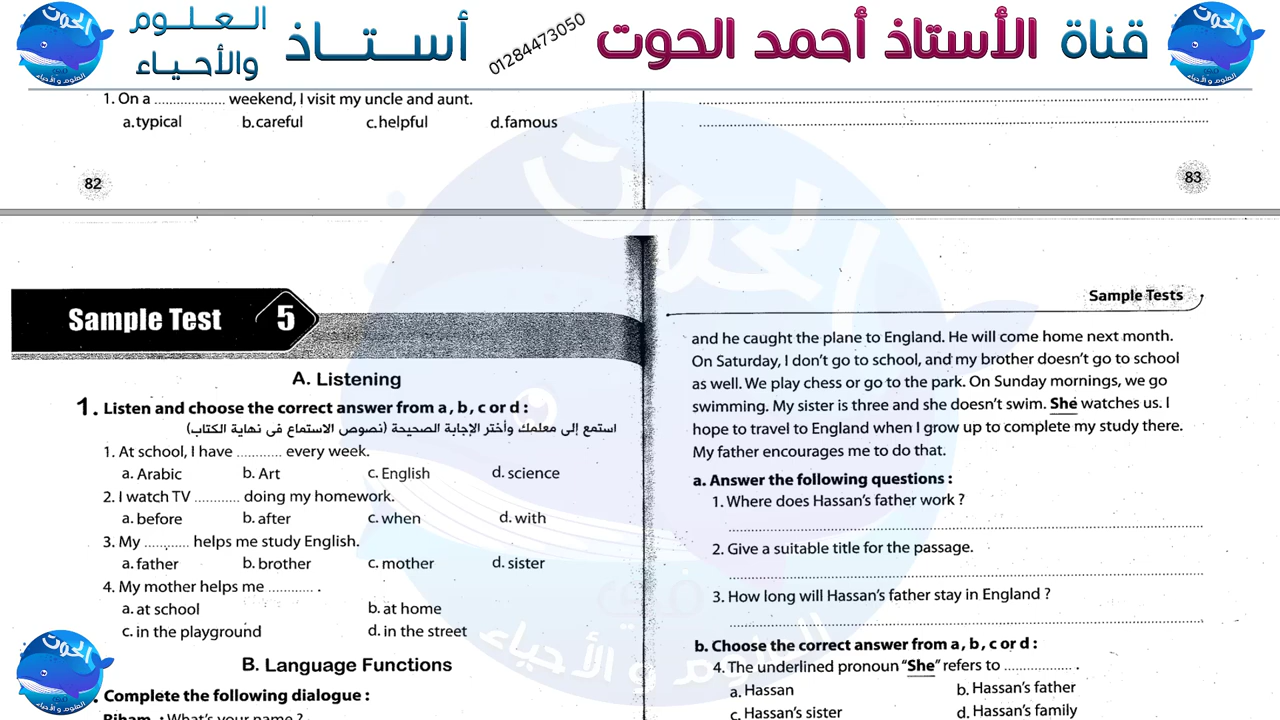 قناة الأستاذ أحمد الحوت
01284473050
أستاذ
العلوم
والأحياء
الحوت
العلوم و الأحياء
1. On a .................... weekend, I visit my uncle and aunt.
a. typical b. careful c. helpful d. famous
82
83
Sample Test 5
A. Listening
1. Listen and choose the correct answer from a , b , c or d :
استمع إلى معلمك وأختر الإجابة الصحيحة (نصوص الاستماع فى نهاية الكتاب)
1. At school, I have ........... every week.
a. Arabic b. Art c. English d. science
2. I watch TV ........... doing my homework.
a. before b. after c. when d. with
3. My ........... helps me study English.
a. father b. brother c. mother d. sister
4. My mother helps me ........... .
a. at school b. at home
c. in the playground d. in the street
B. Language Functions
Complete the following dialogue :
Riham : What's your name ?
Sample Tests
and he caught the plane to England. He will come home next month.
On Saturday, I don't go to school, and my brother doesn't go to school
as well. We play chess or go to the park. On Sunday mornings, we go
swimming. My sister is three and she doesn't swim. She watches us. I
hope to travel to England when I grow up to complete my study there.
My father encourages me to do that.
a. Answer the following questions :
1. Where does Hassan's father work ?
2. Give a suitable title for the passage.
3. How long will Hassan's father stay in England ?
b. Choose the correct answer from a , b , c or d :
4. The underlined pronoun "She" refers to ................. .
a. Hassan b. Hassan's father
c. Hassan's sister d. Hassan's family